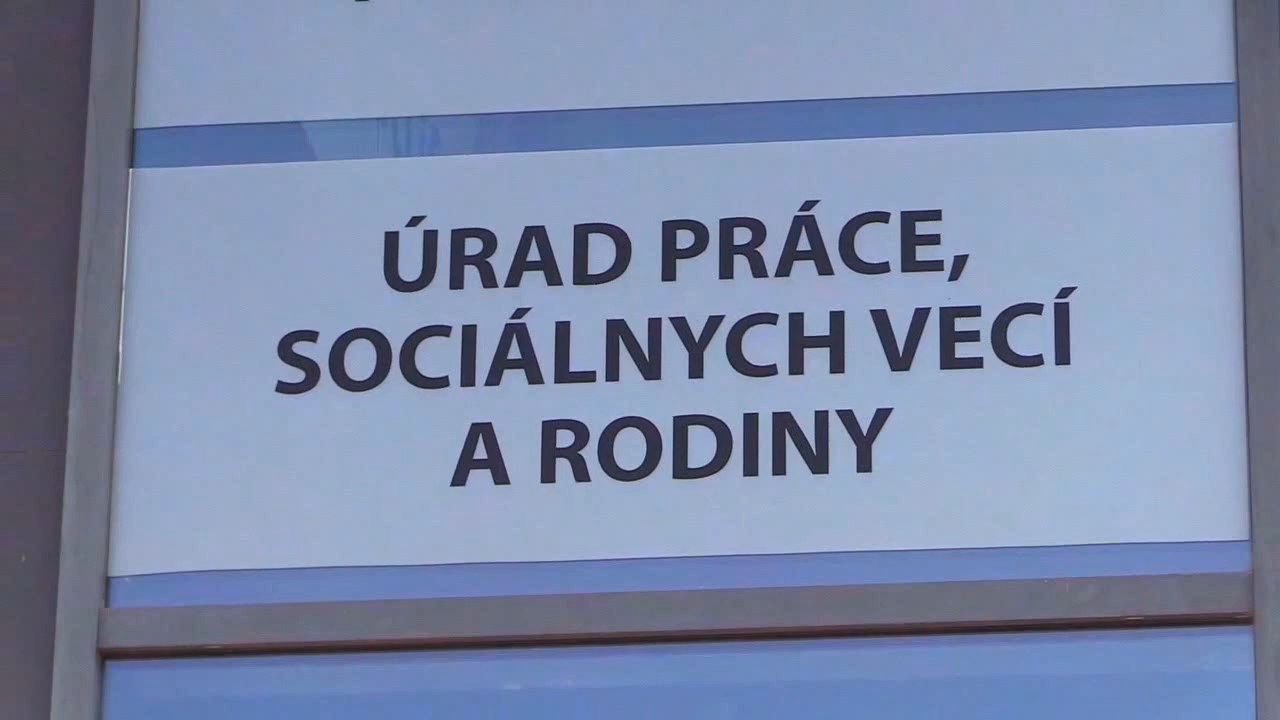 ÚRAD PRÁCE,
SOCIÁLNYCH VECÍ
A RODINY